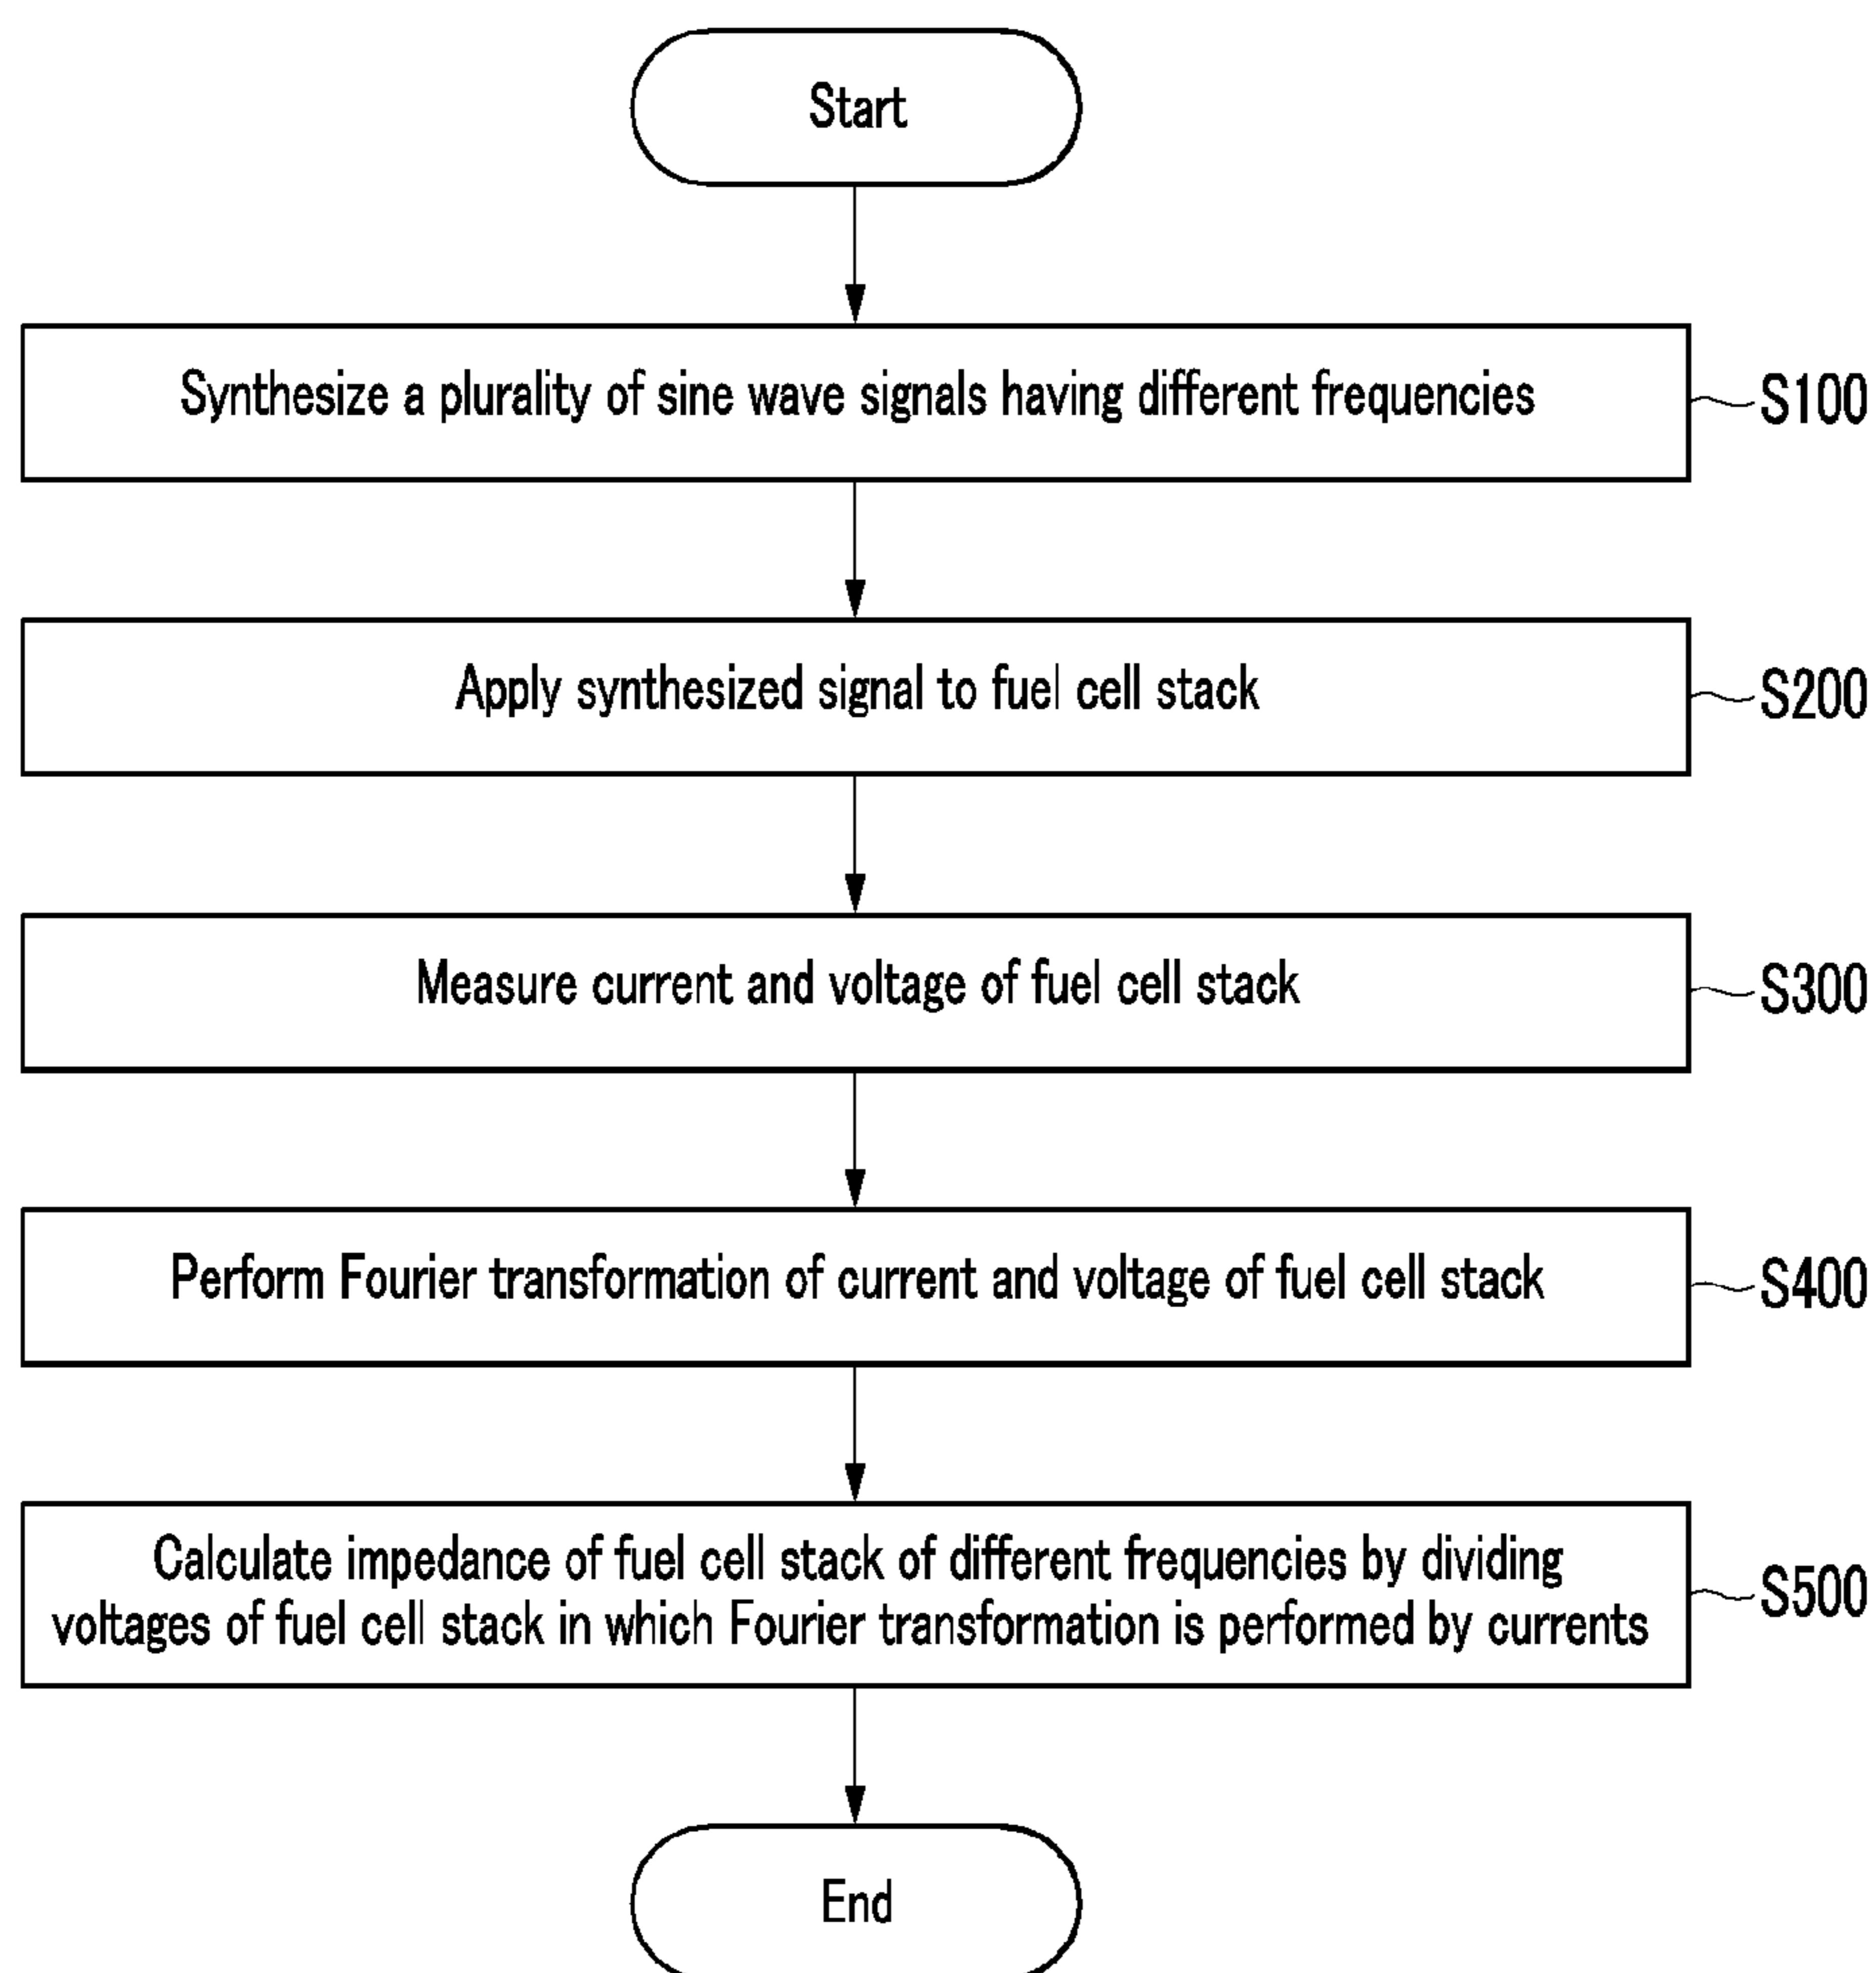 Start
Synthesize a plurality of sine wave signals having different frequencies
S100
Apply synthesized signal to fuel cell stack
S200
Measure current and voltage of fuel cell stack
S300
Perform Fourier transformation of current and voltage of fuel cell stack
S400
Calculate impedance of fuel cell stack of different frequencies by dividing
voltages of fuel cell stack in which Fourier transformation is performed by currents
S500
End